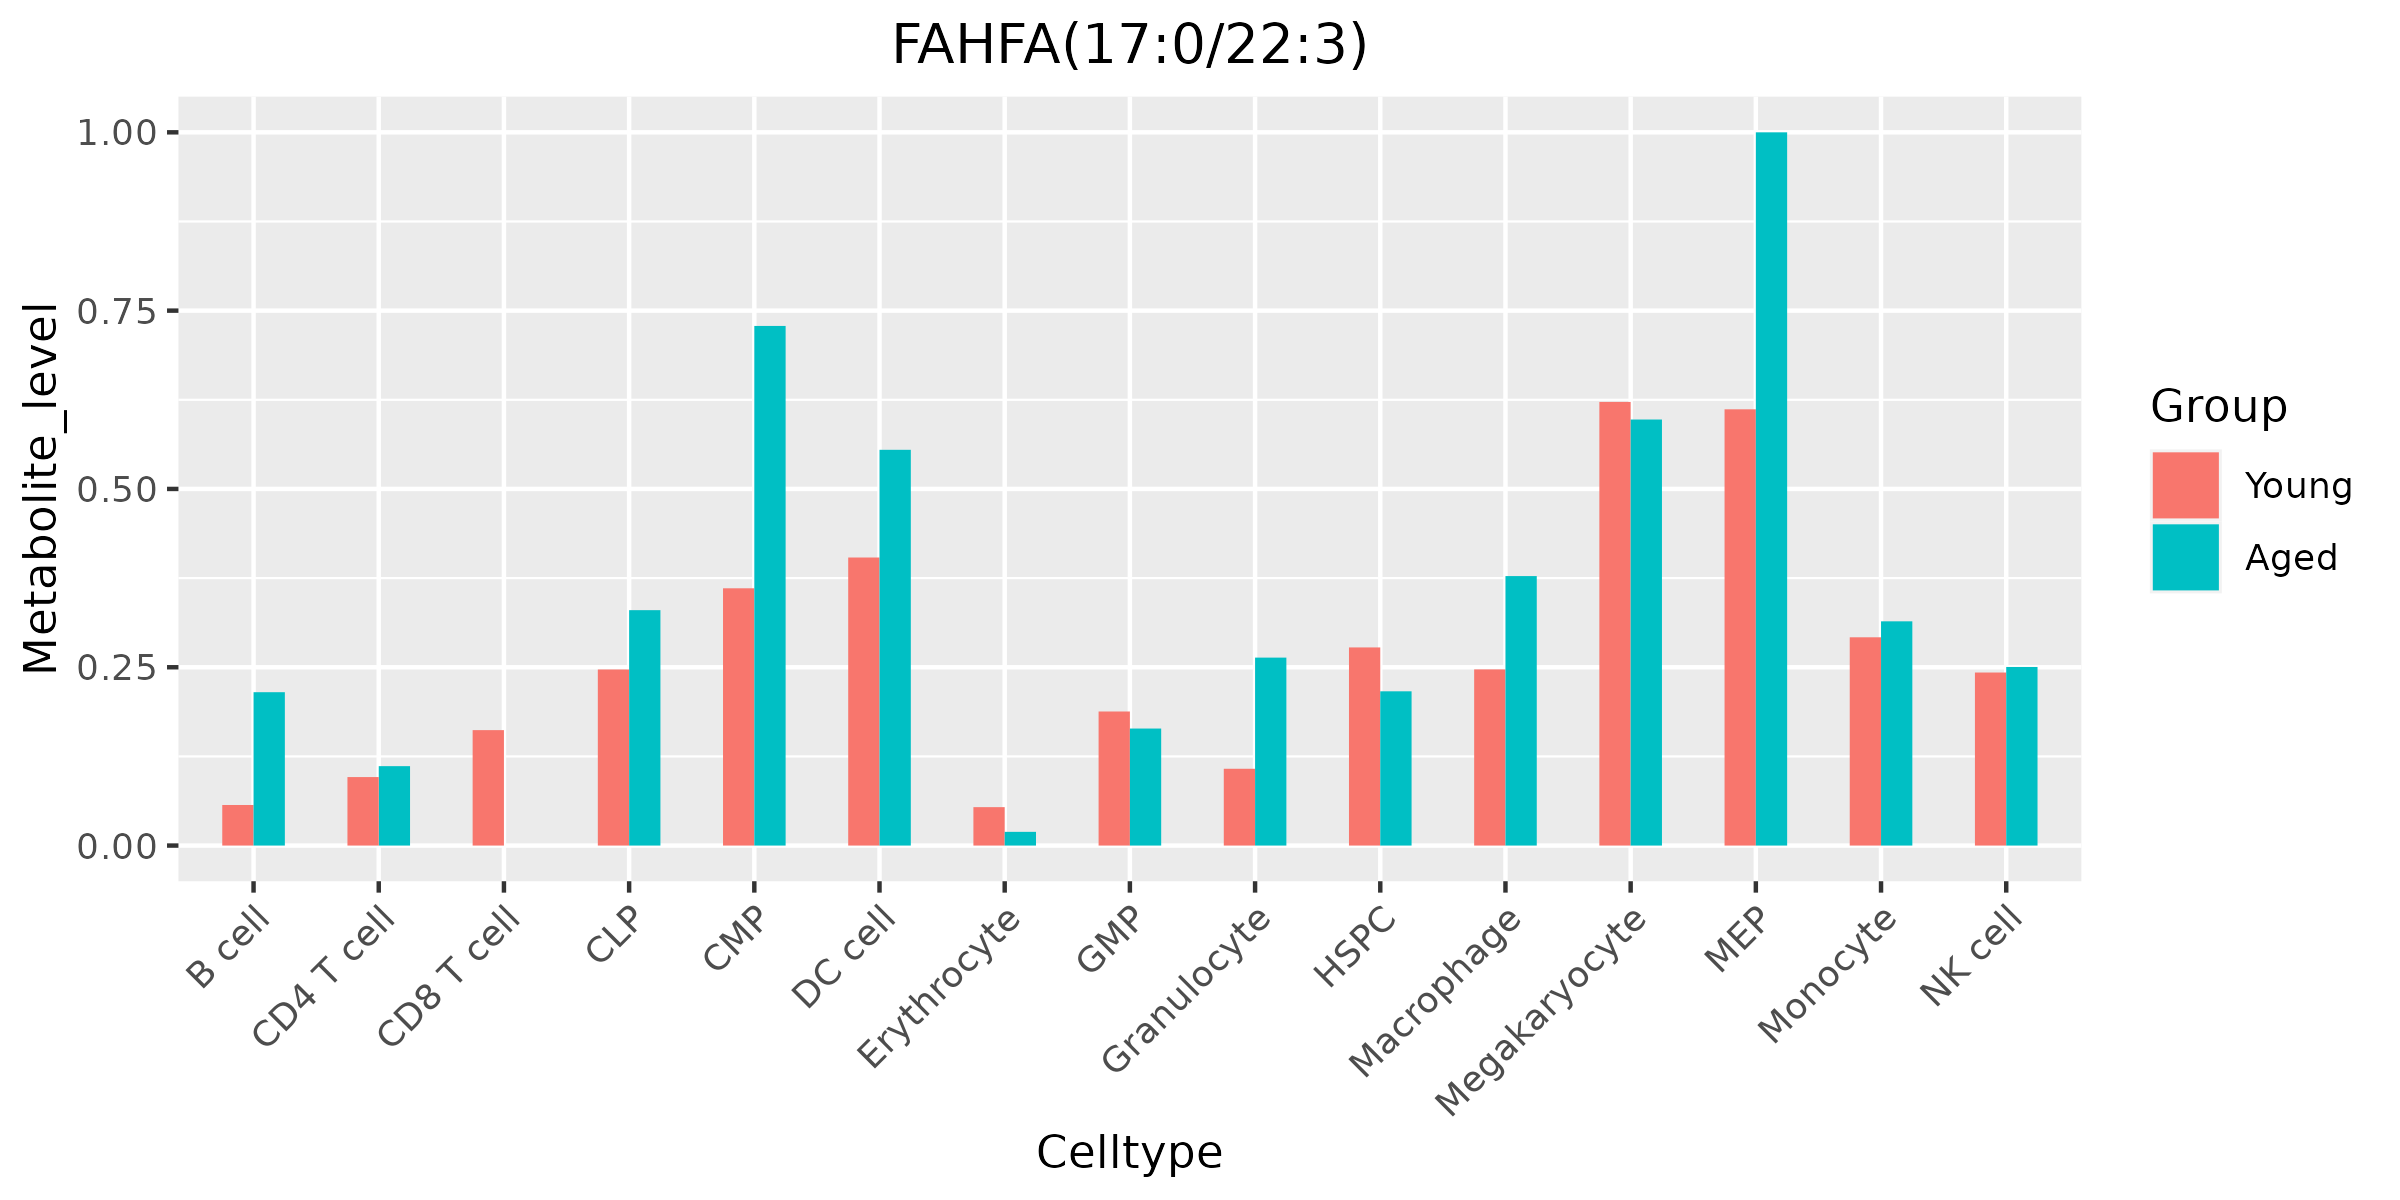 FAHFA(17:0/22:3)
Metabolite_level
1.00
0.75
0.50
0.25
0.00
B cell
CD4 T cell
CD8 T cell
CLP
CMP
DC cell
Erythrocyte
GMP
Granulocyte
HSPC
Macrophage
Megakaryocyte
MEP
Monocyte
NK cell
Celltype
Group
Young
Aged